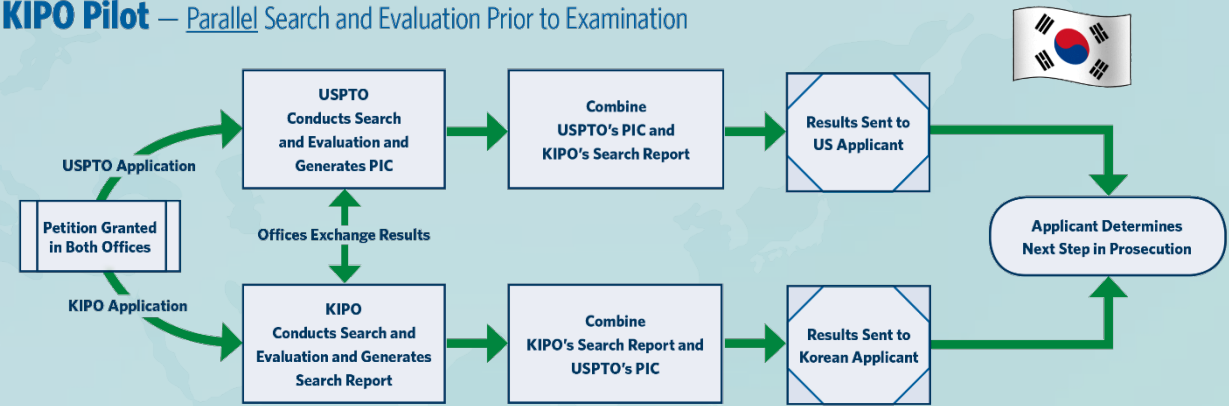 KIPO Pilot — Parallel Search and Evaluation Prior to Examination
USPTO Application
Petition Granted
in Both Offices
KIPO Application
USPTO
Conducts Search
and Evaluation and
Generates PIC
Offices Exchange Results
KIPO
Conducts Search and
Evaluation and Generates
Search Report
Combine
USPTO's PIC and
KIPO's Search Report
Combine
KIPO's Search Report and
USPTO's PIC
Results Sent to
US Applicant
Results Sent to
Korean Applicant
Applicant Determines
Next Step in Prosecution